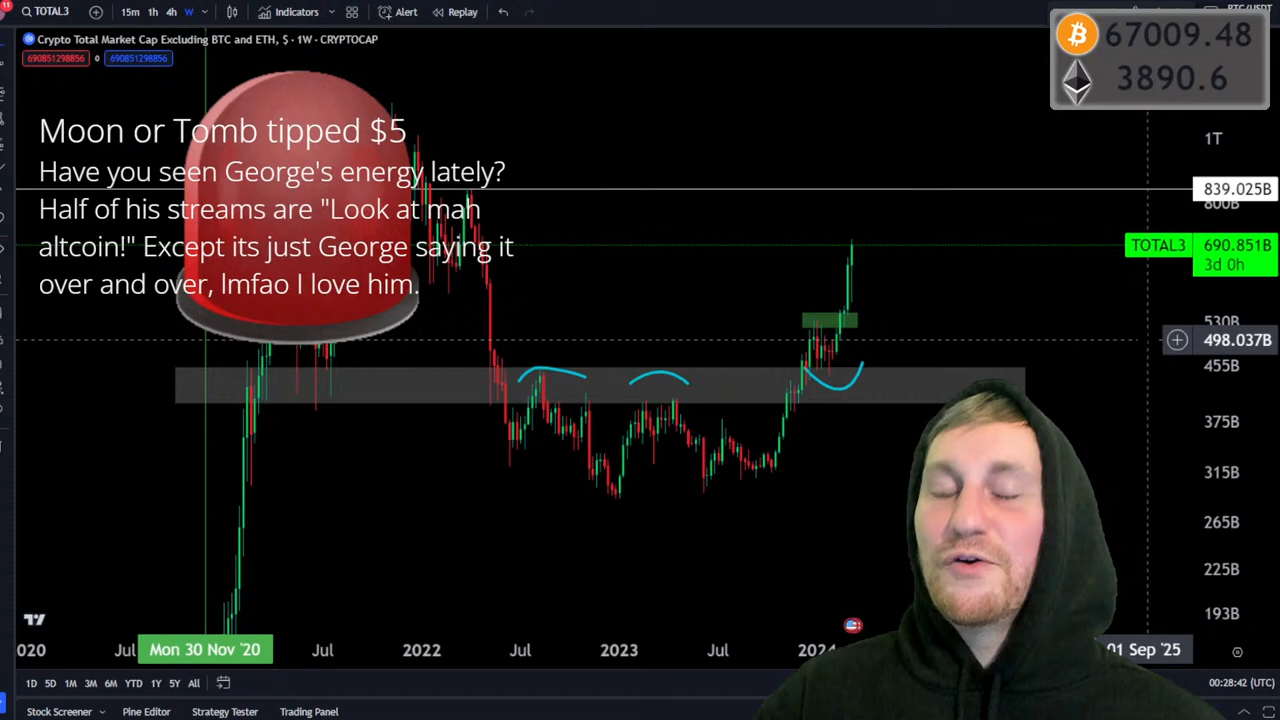 11
TOTAL3
15m 1h 4h W
Indicators
Alert
Replay
BTC/USDT
67009.48
3890.6
Crypto Total Market Cap Excluding BTC and ETH, $ · 1W · CRYPTOCAP
690851298856 0 690851298856
Moon or Tomb tipped $5
Have you seen George's energy lately?
Half of his streams are "Look at mah
altcoin!" Except its just George saying it
over and over, lmfao I love him.
1T
839.025B
800B
TOTAL3 690.851B
3d 0h
530B
498.037B
455B
375B
315B
265B
225B
193B
020 Jul Mon 30 Nov '20 Jul 2022 Jul 2023 Jul 2024 01 Sep '25
1D 5D 1M 3M 6M YTD 1Y 5Y All
00:28:42 (UTC)
Stock Screener Pine Editor Strategy Tester Trading Panel